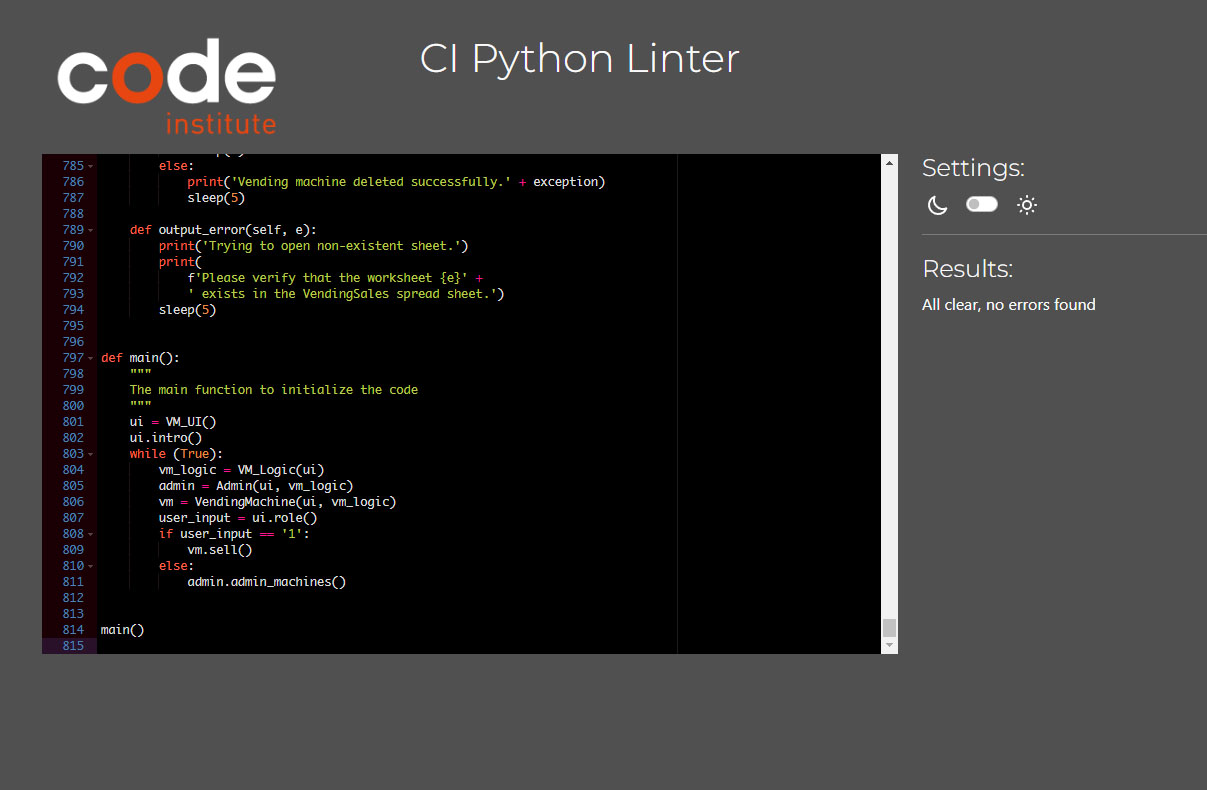 code
institute
CI Python Linter
785 else:
786 print('Vending machine deleted successfully.' + exception)
787 sleep(5)
788
789 def output_error(self, e):
790 print('Trying to open non-existent sheet.')
791 print(
792 f'Please verify that the worksheet {e}' +
793 ' exists in the VendingSales spread sheet.')
794 sleep(5)
795
796
797 def main():
798 """
799 The main function to initialize the code
800 """
801 ui = VM_UI()
802 ui.intro()
803 while (True):
804 vm_logic = VM_Logic(ui)
805 admin = Admin(ui, vm_logic)
806 vm = VendingMachine(ui, vm_logic)
807 user_input = ui.role()
808 if user_input == '1':
809 vm.sell()
810 else:
811 admin.admin_machines()
812
813
814 main()
815
Settings:
Results:
All clear, no errors found